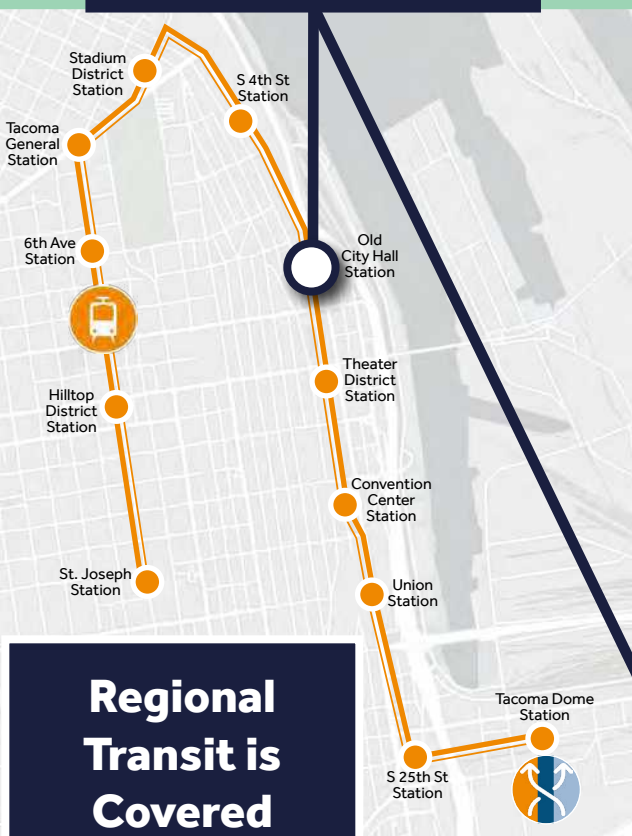 Stadium
District
Station
S 4th St
Station
Tacoma
General
Station
6th Ave
Station
Old
City Hall
Station
Theater
District
Station
Hilltop
District
Station
Convention
Center
Station
St. Joseph
Station
Union
Station
Regional
Transit is
Covered
Tacoma Dome
Station
S 25th St
Station